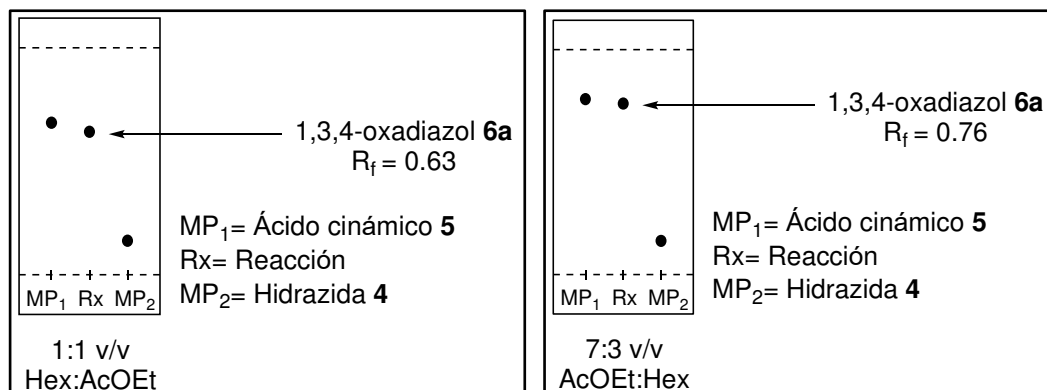 1,3,4-oxadiazol 6a
Rf = 0.63
MP1= Ácido cinámico 5
Rx= Reacción
MP2= Hidrazida 4
MP1 Rx MP2
1:1 v/v
Hex:AcOEt
1,3,4-oxadiazol 6a
Rf = 0.76
MP1= Ácido cinámico 5
Rx= Reacción
MP2= Hidrazida 4
MP1 Rx MP2
7:3 v/v
AcOEt:Hex